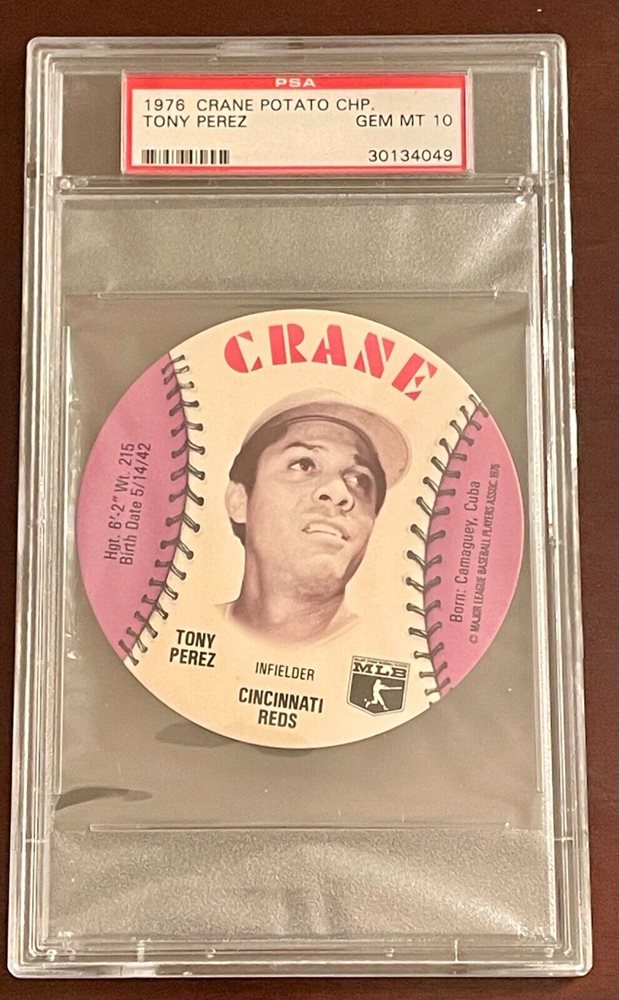 PSA
1976 CRANE POTATO CHP.
TONY PEREZ GEM MT 10
30134049
CRANE
Hgt. 6'-2" Wt. 215
Birth Date 5/14/42
Born: Camaguey, Cuba
© MAJOR LEAGUE BASEBALL PLAYERS ASSOC. 1976
TONY
PEREZ
INFIELDER
CINCINNATI
REDS
MLB